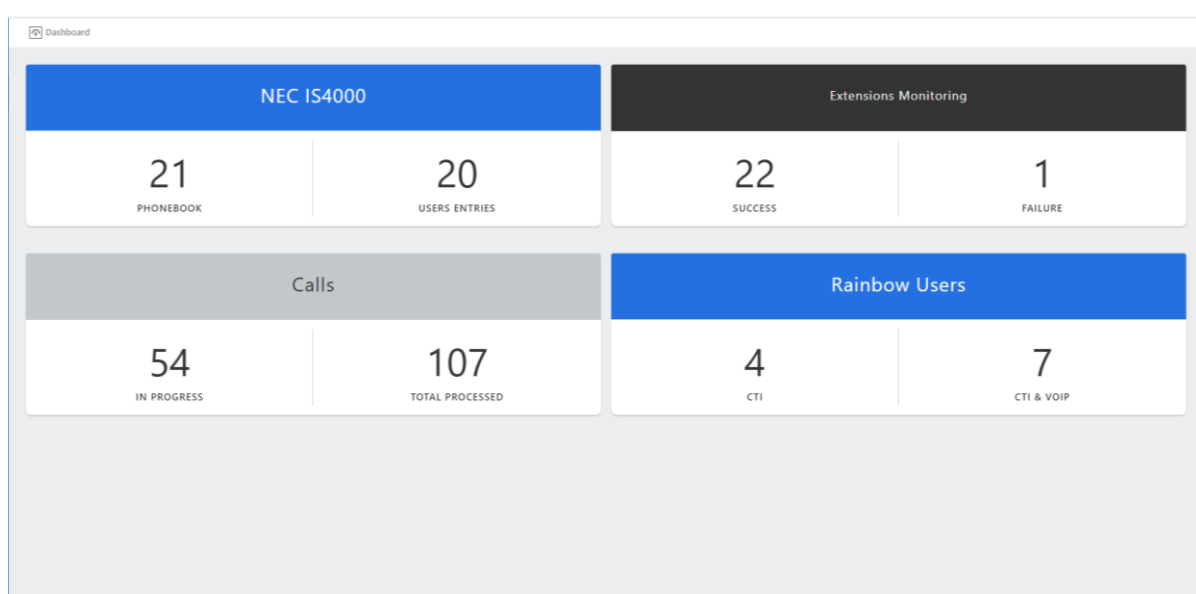 Dashboard
NEC IS4000
21
PHONEBOOK
20
USERS ENTRIES
Extensions Monitoring
22
SUCCESS
1
FAILURE
Calls
54
IN PROGRESS
107
TOTAL PROCESSED
Rainbow Users
4
CTI
7
CTI & VOIP